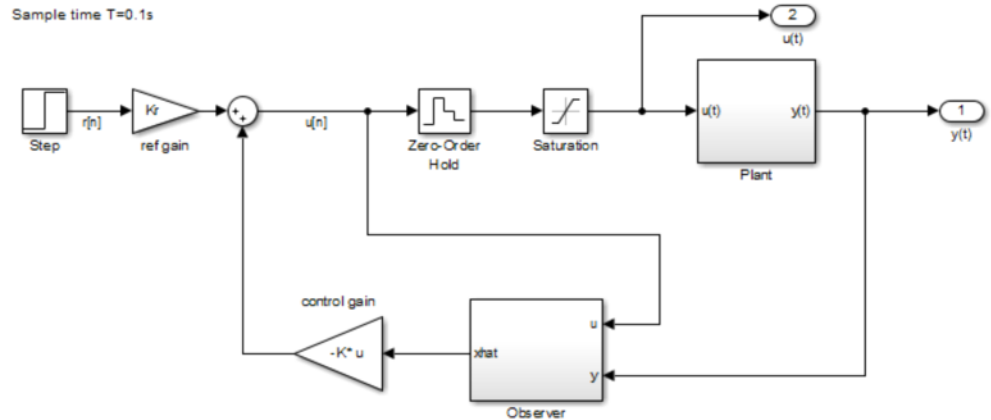 Sample time T=0.1s
2
u(t)
Kr
+
+
r[n]
u[n]
u(t)
y(t)
1
y(t)
Step
ref gain
Zero-Order
Hold
Saturation
Plant
control gain
-K* u
xhat
u
y
Observer